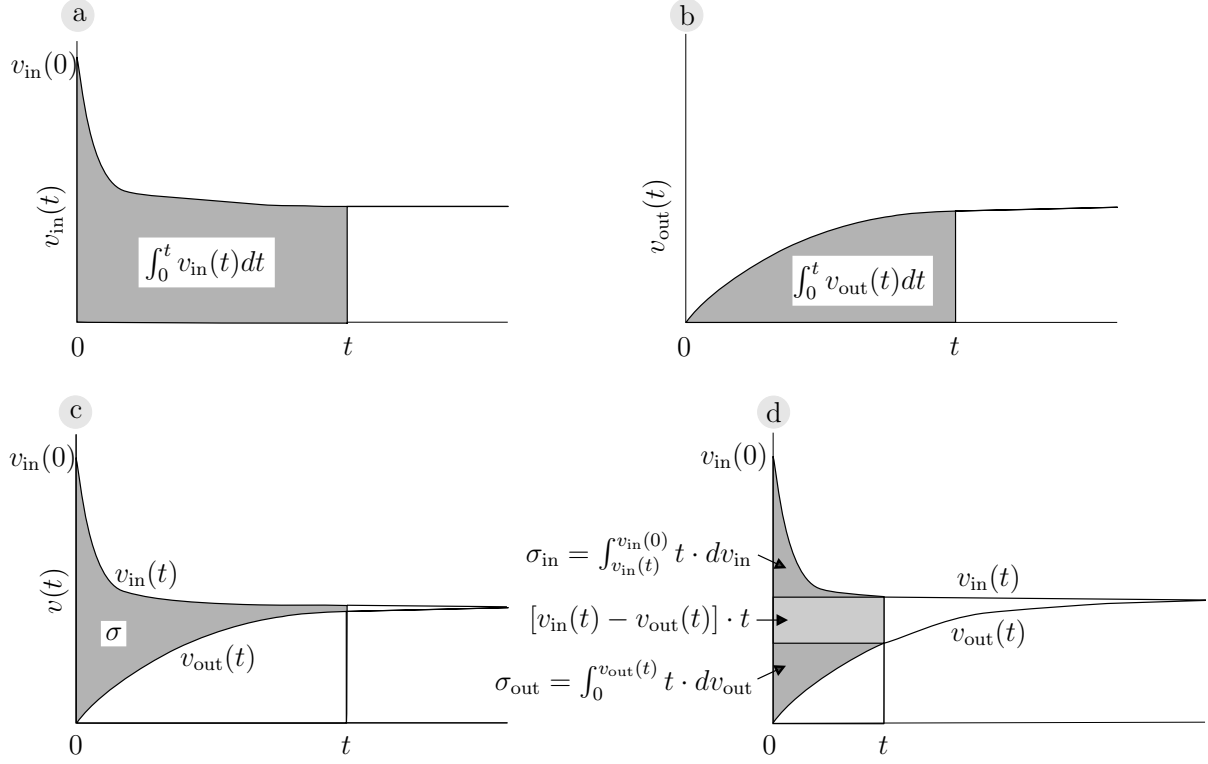 a
v_in(0)
v_in(t)
∫_0^t v_in(t)dt
0
t
b
v_out(t)
∫_0^t v_out(t)dt
0
t
c
v_in(0)
v(t)
v_in(t)
σ
v_out(t)
0
t
d
v_in(0)
σ_in = ∫_{v_in(t)}^{v_in(0)} t · dv_in
v_in(t)
[v_in(t) − v_out(t)] · t
v_out(t)
σ_out = ∫_0^{v_out(t)} t · dv_out
0
t